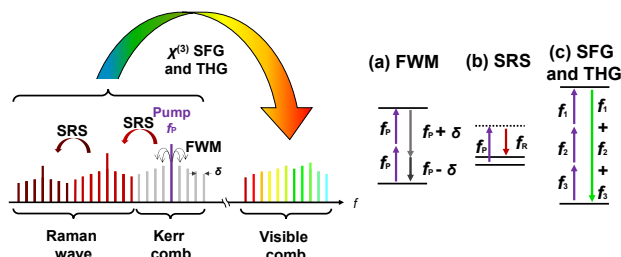 χ⁽³⁾ SFG
and THG
SRS
SRS
Pump
fP
FWM
δ
f
Raman
wave
Kerr
comb
Visible
comb
(a) FWM
fP
fP + δ
fP
fP - δ
(b) SRS
fP
fR
(c) SFG
and THG
f1
f2
f3
f1
+
f2
+
f3